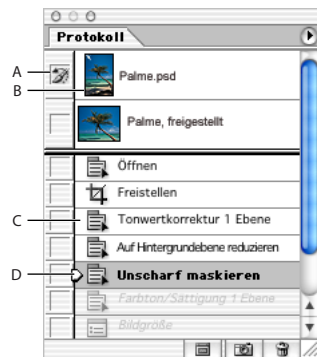 Protokoll
A
B
Palme.psd
Palme, freigestellt
Öffnen
Freistellen
C
Tonwertkorrektur 1 Ebene
Auf Hintergrundebene reduzieren
D
Unscharf maskieren
Farbton/Sättigung 1 Ebene
Bildgröße